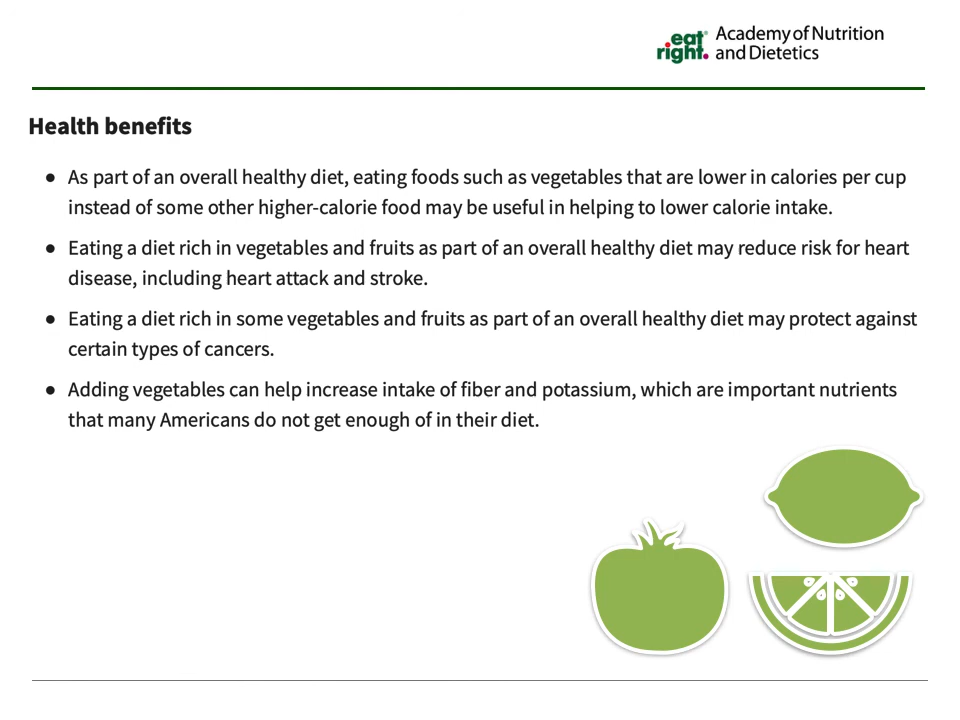 eat® Academy of Nutrition
right. and Dietetics
Health benefits
● As part of an overall healthy diet, eating foods such as vegetables that are lower in calories per cup
instead of some other higher-calorie food may be useful in helping to lower calorie intake.
● Eating a diet rich in vegetables and fruits as part of an overall healthy diet may reduce risk for heart
disease, including heart attack and stroke.
● Eating a diet rich in some vegetables and fruits as part of an overall healthy diet may protect against
certain types of cancers.
● Adding vegetables can help increase intake of fiber and potassium, which are important nutrients
that many Americans do not get enough of in their diet.